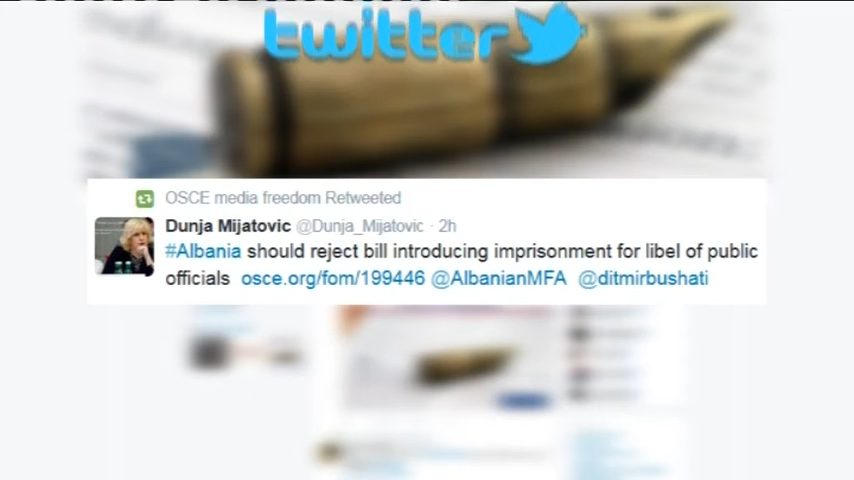 twitter
OSCE media freedom Retweeted
Dunja Mijatovic @Dunja_Mijatovic · 2h
#Albania should reject bill introducing imprisonment for libel of public
officials osce.org/fom/199446 @AlbanianMFA @ditmirbushati